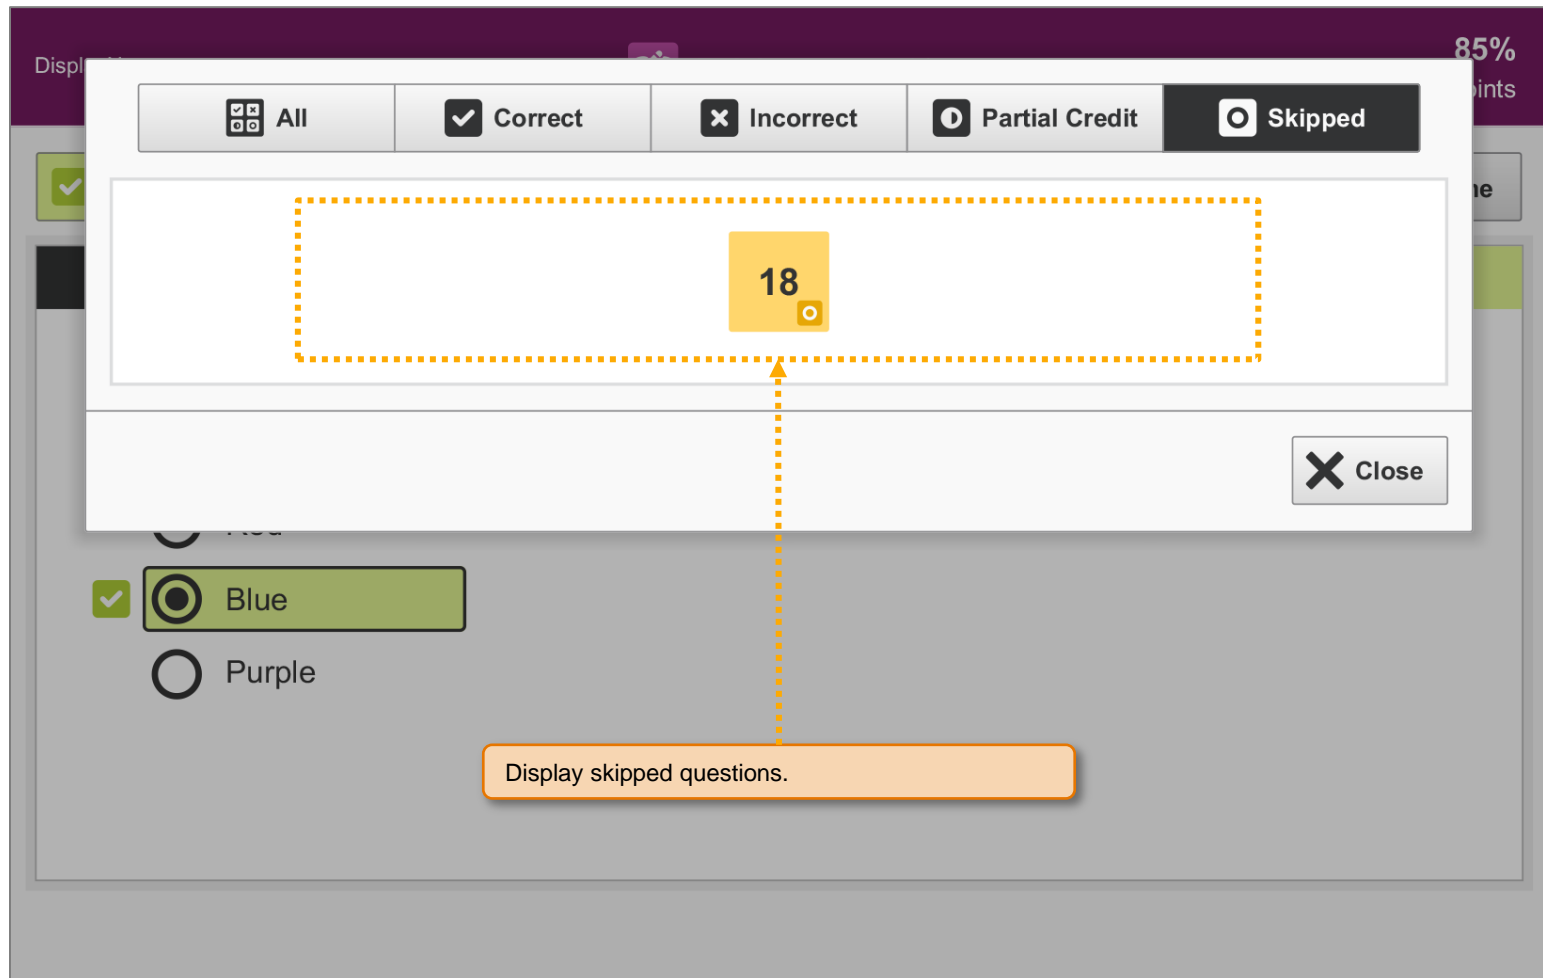 85%
All
Correct
Incorrect
Partial Credit
Skipped
18
Close
Blue
Purple
Display skipped questions.